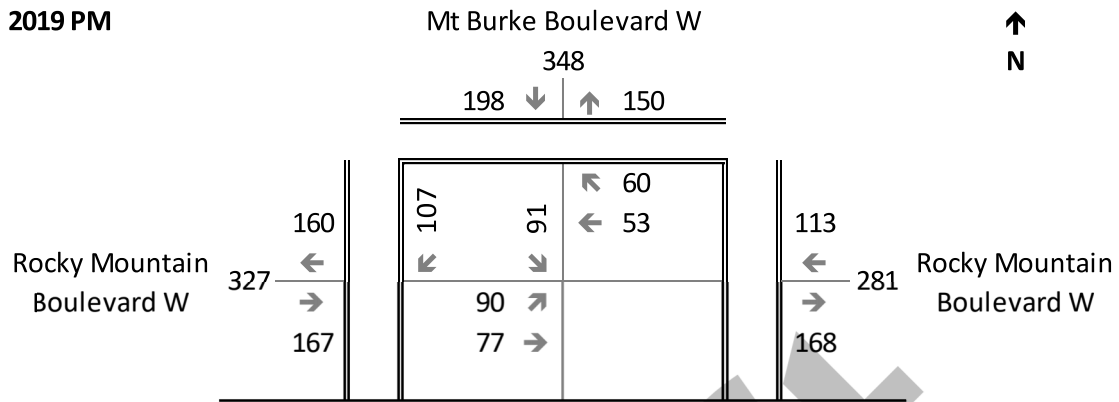 2019 PM
Mt Burke Boulevard W
N
348
198
150
107
91
60
53
160
113
Rocky Mountain
Boulevard W
327
281
Rocky Mountain
Boulevard W
90
77
167
168